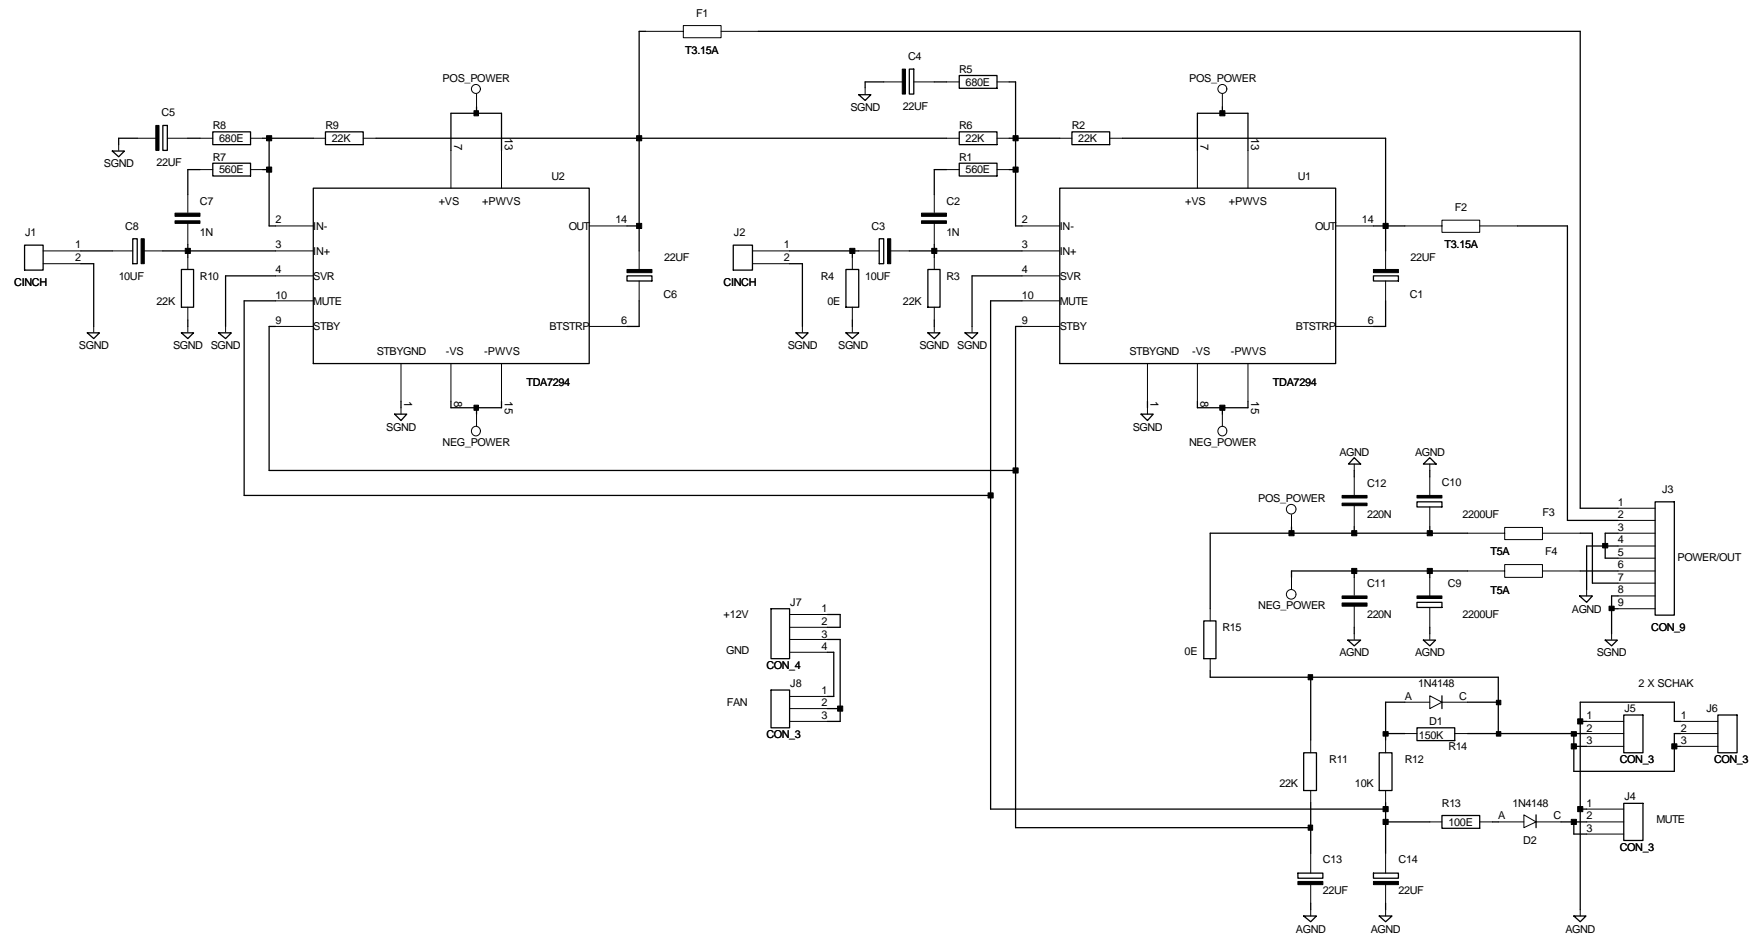 F1
T3.15A
C4
22UF
R5
680E
SGND
POS_POWER
POS_POWER
C5
22UF
R8
680E
R9
22K
R6
22K
R2
22K
SGND
R7
560E
R1
560E
7
13
7
13
U2
U1
+VS
+PWVS
+VS
+PWVS
C7
1N
C2
1N
J1
CINCH
1
2
C8
10UF
2
IN-
3
IN+
4
SVR
10
MUTE
9
STBY
OUT
14
BTSTRP
6
22UF
C6
R10
22K
SGND
SGND
SGND
J2
CINCH
1
2
C3
10UF
R4
0E
R3
22K
SGND
SGND
SGND
SGND
2
IN-
3
IN+
4
SVR
10
MUTE
9
STBY
OUT
14
BTSTRP
6
22UF
C1
F2
T3.15A
STBYGND
-VS
-PWVS
TDA7294
1
8
15
SGND
NEG_POWER
STBYGND
-VS
-PWVS
TDA7294
1
8
15
SGND
NEG_POWER
AGND
AGND
C12
220N
C10
2200UF
POS_POWER
F3
T5A
F4
T5A
J3
1
2
3
4
5
6
7
8
9
POWER/OUT
CON_9
AGND
SGND
NEG_POWER
C11
220N
C9
2200UF
AGND
AGND
+12V
GND
J7
1
2
3
4
CON_4
FAN
J8
1
2
3
CON_3
R15
0E
1N4148
A
C
D1
150K
R14
2 X SCHAK
J5
1
2
3
CON_3
J6
1
2
3
CON_3
R11
22K
R12
10K
R13
100E
1N4148
A
C
D2
J4
1
2
3
MUTE
CON_3
C13
22UF
C14
22UF
AGND
AGND
AGND